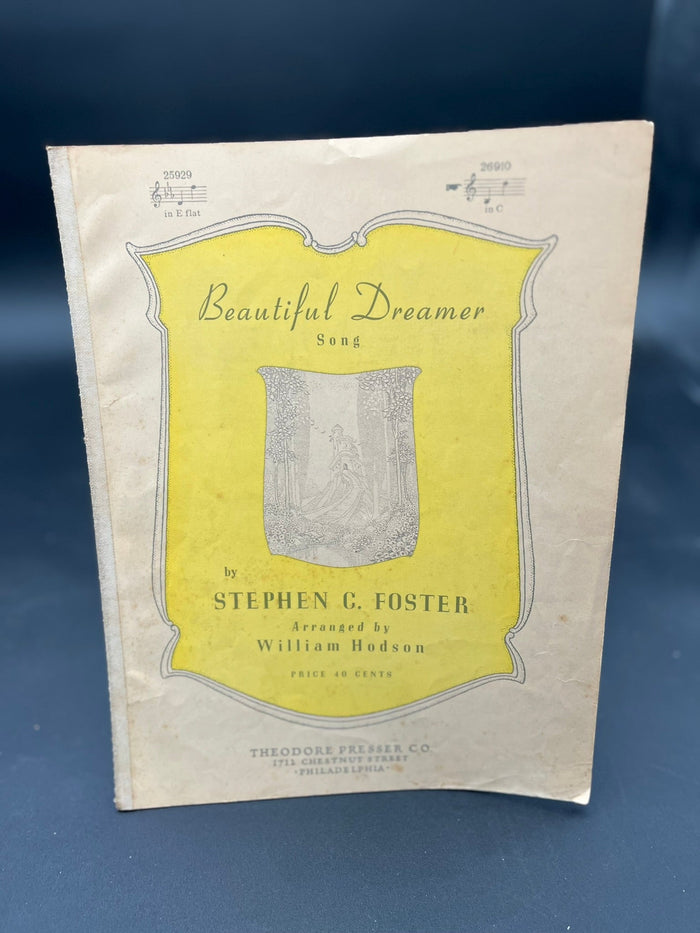 25929
in E flat
26910
in C
Beautiful Dreamer
Song
by
STEPHEN C. FOSTER
Arranged by
William Hodson
PRICE 40 CENTS
THEODORE PRESSER CO.
1712 CHESTNUT STREET
·PHILADELPHIA·